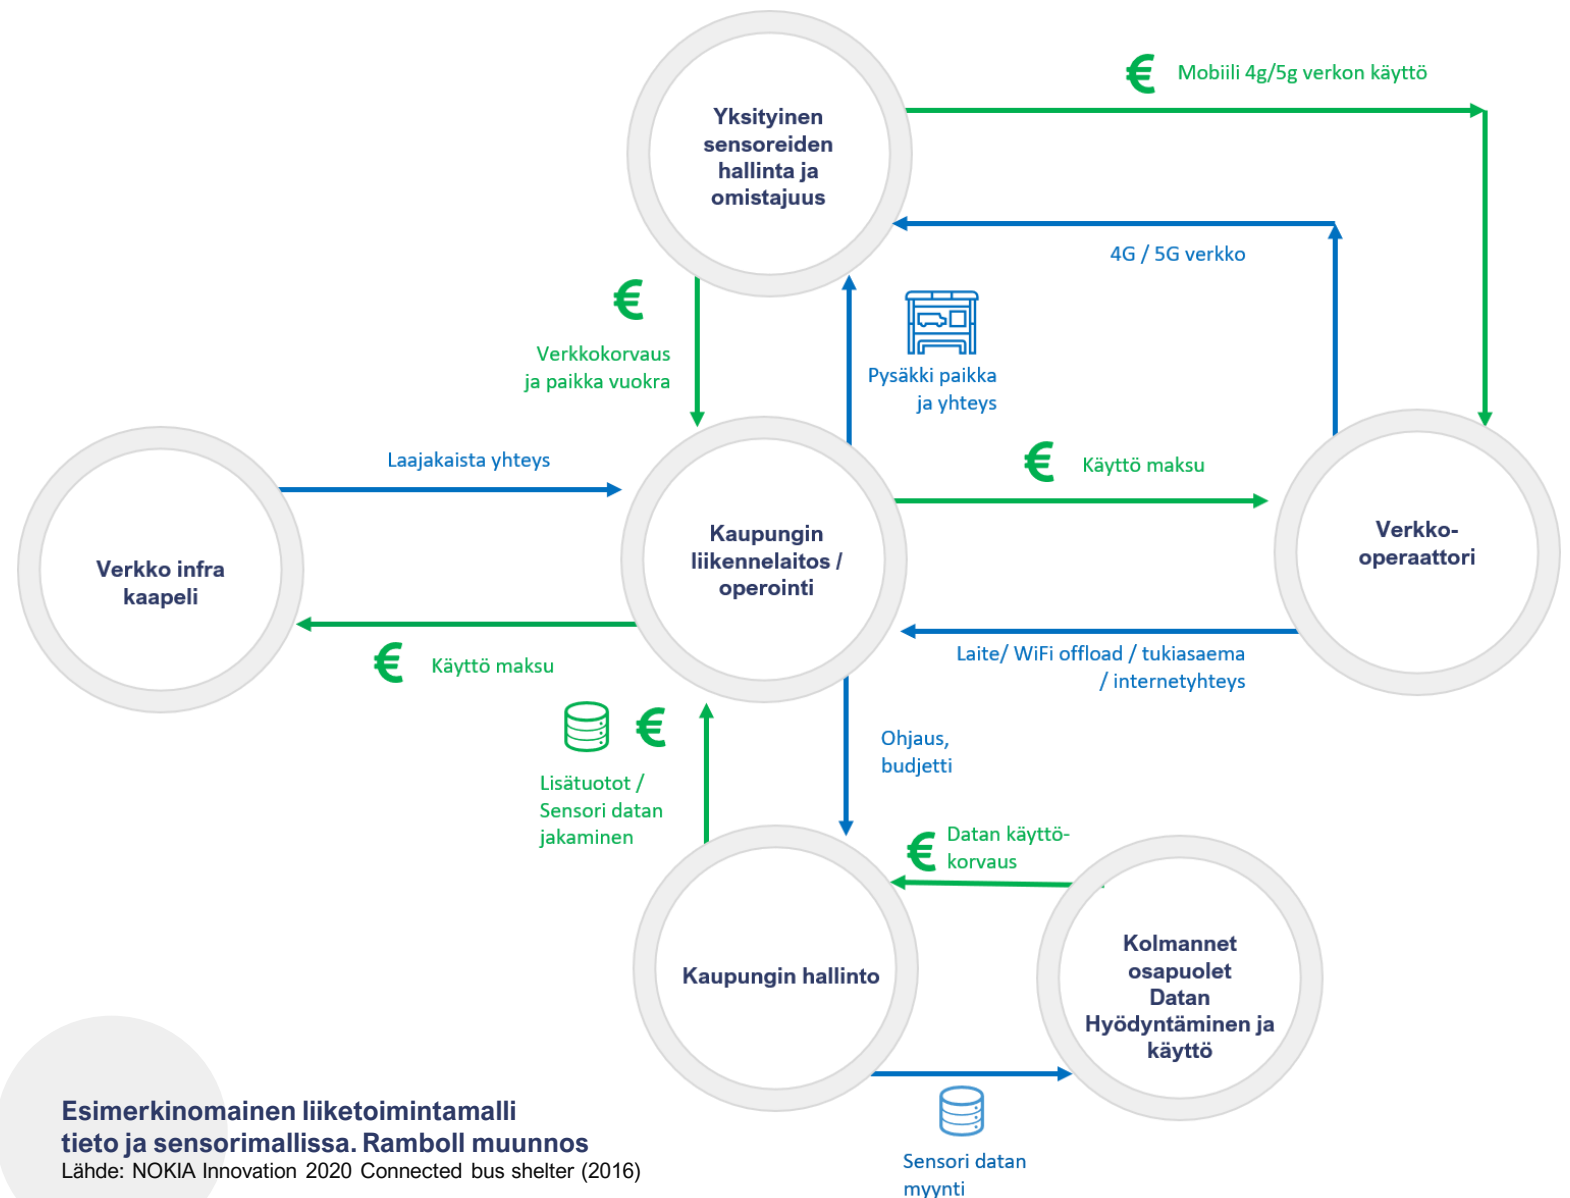 € Mobiili 4g/5g verkon käyttö
Yksityinen
sensoreiden
hallinta ja
omistajuus
4G / 5G verkko
€
Verkkokorvaus
ja paikka vuokra
Pysäkki paikka
ja yhteys
Laajakaista yhteys
€ Käyttö maksu
Verkko infra
kaapeli
Kaupungin
liikennelaitos /
operointi
Verkko-
operaattori
€ Käyttö maksu
Laite/ WiFi offload / tukiasaema
/ internetyhteys
€
Lisätuotot /
Sensori datan
jakaminen
Ohjaus,
budjetti
€ Datan käyttö-
korvaus
Kaupungin hallinto
Kolmannet
osapuolet
Datan
Hyödyntäminen ja
käyttö
Sensori datan
myynti
Esimerkinomainen liiketoimintamalli
tieto ja sensorimallissa. Ramboll muunnos
Lähde: NOKIA Innovation 2020 Connected bus shelter (2016)